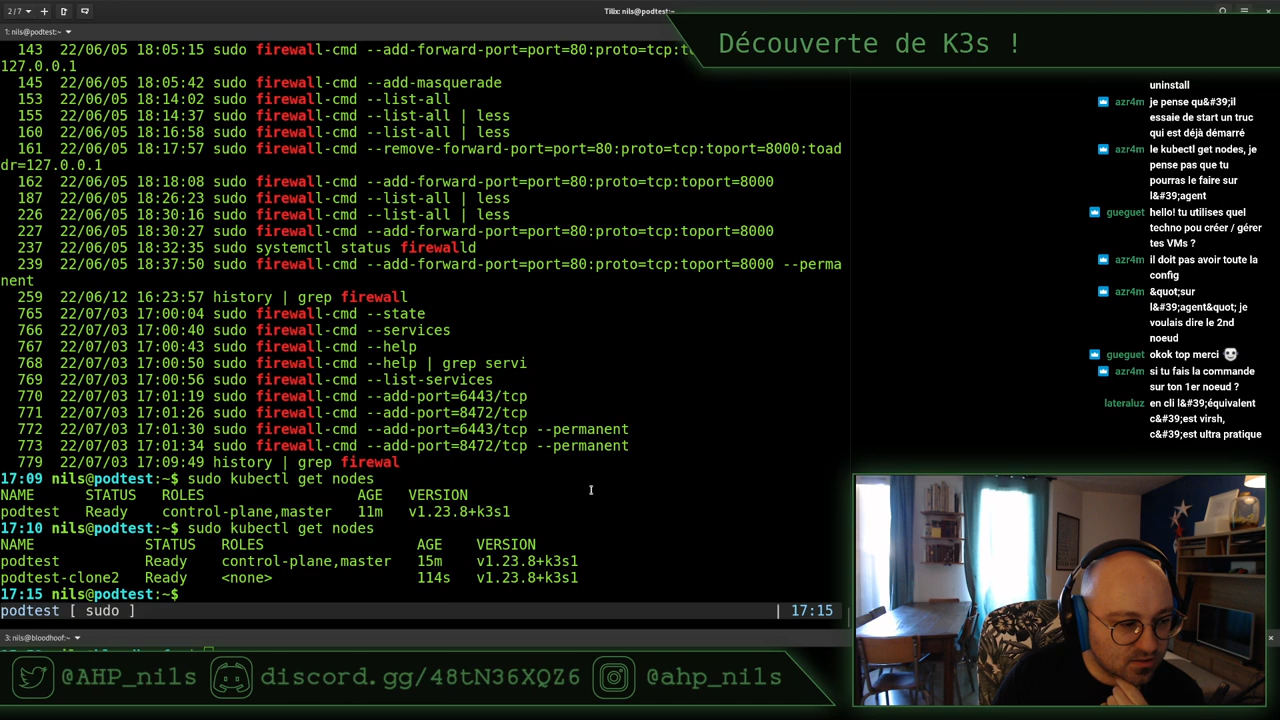 2/7
Tilix: nils@podtest:~
1: nils@podtest:~
Découverte de K3s !
143 22/06/05 18:05:15 sudo firewall-cmd --add-forward-port=port=80:proto=tcp:t
127.0.0.1
145 22/06/05 18:05:42 sudo firewall-cmd --add-masquerade
153 22/06/05 18:14:02 sudo firewall-cmd --list-all
155 22/06/05 18:14:37 sudo firewall-cmd --list-all | less
160 22/06/05 18:16:58 sudo firewall-cmd --list-all | less
161 22/06/05 18:17:57 sudo firewall-cmd --remove-forward-port=port=80:proto=tcp:toport=8000:toad
dr=127.0.0.1
162 22/06/05 18:18:08 sudo firewall-cmd --add-forward-port=port=80:proto=tcp:toport=8000
187 22/06/05 18:26:23 sudo firewall-cmd --list-all | less
226 22/06/05 18:30:16 sudo firewall-cmd --list-all | less
227 22/06/05 18:30:27 sudo firewall-cmd --add-forward-port=port=80:proto=tcp:toport=8000
237 22/06/05 18:32:35 sudo systemctl status firewalld
239 22/06/05 18:37:50 sudo firewall-cmd --add-forward-port=port=80:proto=tcp:toport=8000 --perma
nent
259 22/06/12 16:23:57 history | grep firewall
765 22/07/03 17:00:04 sudo firewall-cmd --state
766 22/07/03 17:00:40 sudo firewall-cmd --services
767 22/07/03 17:00:43 sudo firewall-cmd --help
768 22/07/03 17:00:50 sudo firewall-cmd --help | grep servi
769 22/07/03 17:00:56 sudo firewall-cmd --list-services
770 22/07/03 17:01:19 sudo firewall-cmd --add-port=6443/tcp
771 22/07/03 17:01:26 sudo firewall-cmd --add-port=8472/tcp
772 22/07/03 17:01:30 sudo firewall-cmd --add-port=6443/tcp --permanent
773 22/07/03 17:01:34 sudo firewall-cmd --add-port=8472/tcp --permanent
779 22/07/03 17:09:49 history | grep firewal
17:09 nils@podtest:~$ sudo kubectl get nodes
NAME STATUS ROLES AGE VERSION
podtest Ready control-plane,master 11m v1.23.8+k3s1
17:10 nils@podtest:~$ sudo kubectl get nodes
NAME STATUS ROLES AGE VERSION
podtest Ready control-plane,master 15m v1.23.8+k3s1
podtest-clone2 Ready <none> 114s v1.23.8+k3s1
17:15 nils@podtest:~$
podtest [ sudo ] | 17:15
3: nils@bloodhoof:~
uninstall
azr4m je pense qu&#39;il
essaie de start un truc
qui est déjà démarré
azr4m le kubectl get nodes, je
pense pas que tu
pourras le faire sur
l&#39;agent
gueguet hello! tu utilises quel
techno pou créer / gérer
tes VMs ?
azr4m il doit pas avoir toute la
config
azr4m &quot;sur
l&#39;agent&quot; je
voulais dire le 2nd
noeud
gueguet okok top merci
azr4m si tu fais la commande
sur ton 1er noeud ?
lateraluz en cli l&#39;équivalent
c&#39;est virsh,
c&#39;est ultra pratique
@AHP_nils discord.gg/48tN36XQZ6 @ahp_nils